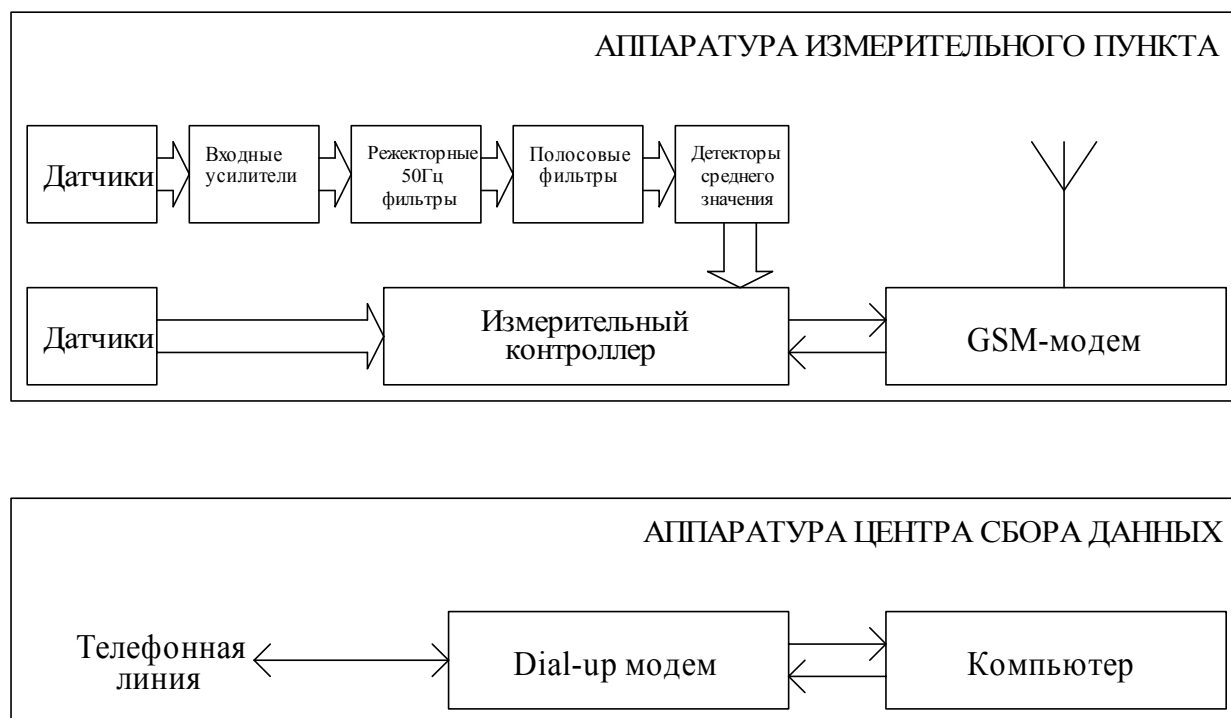 АППАРАТУРА ИЗМЕРИТЕЛЬНОГО ПУНКТА
Датчики
Входные
усилители
Режекторные
50Гц
фильтры
Полосовые
фильтры
Детекторы
среднего
значения
Датчики
Измерительный
контроллер
GSM-модем
АППАРАТУРА ЦЕНТРА СБОРА ДАННЫХ
Телефонная
линия
Dial-up модем
Компьютер